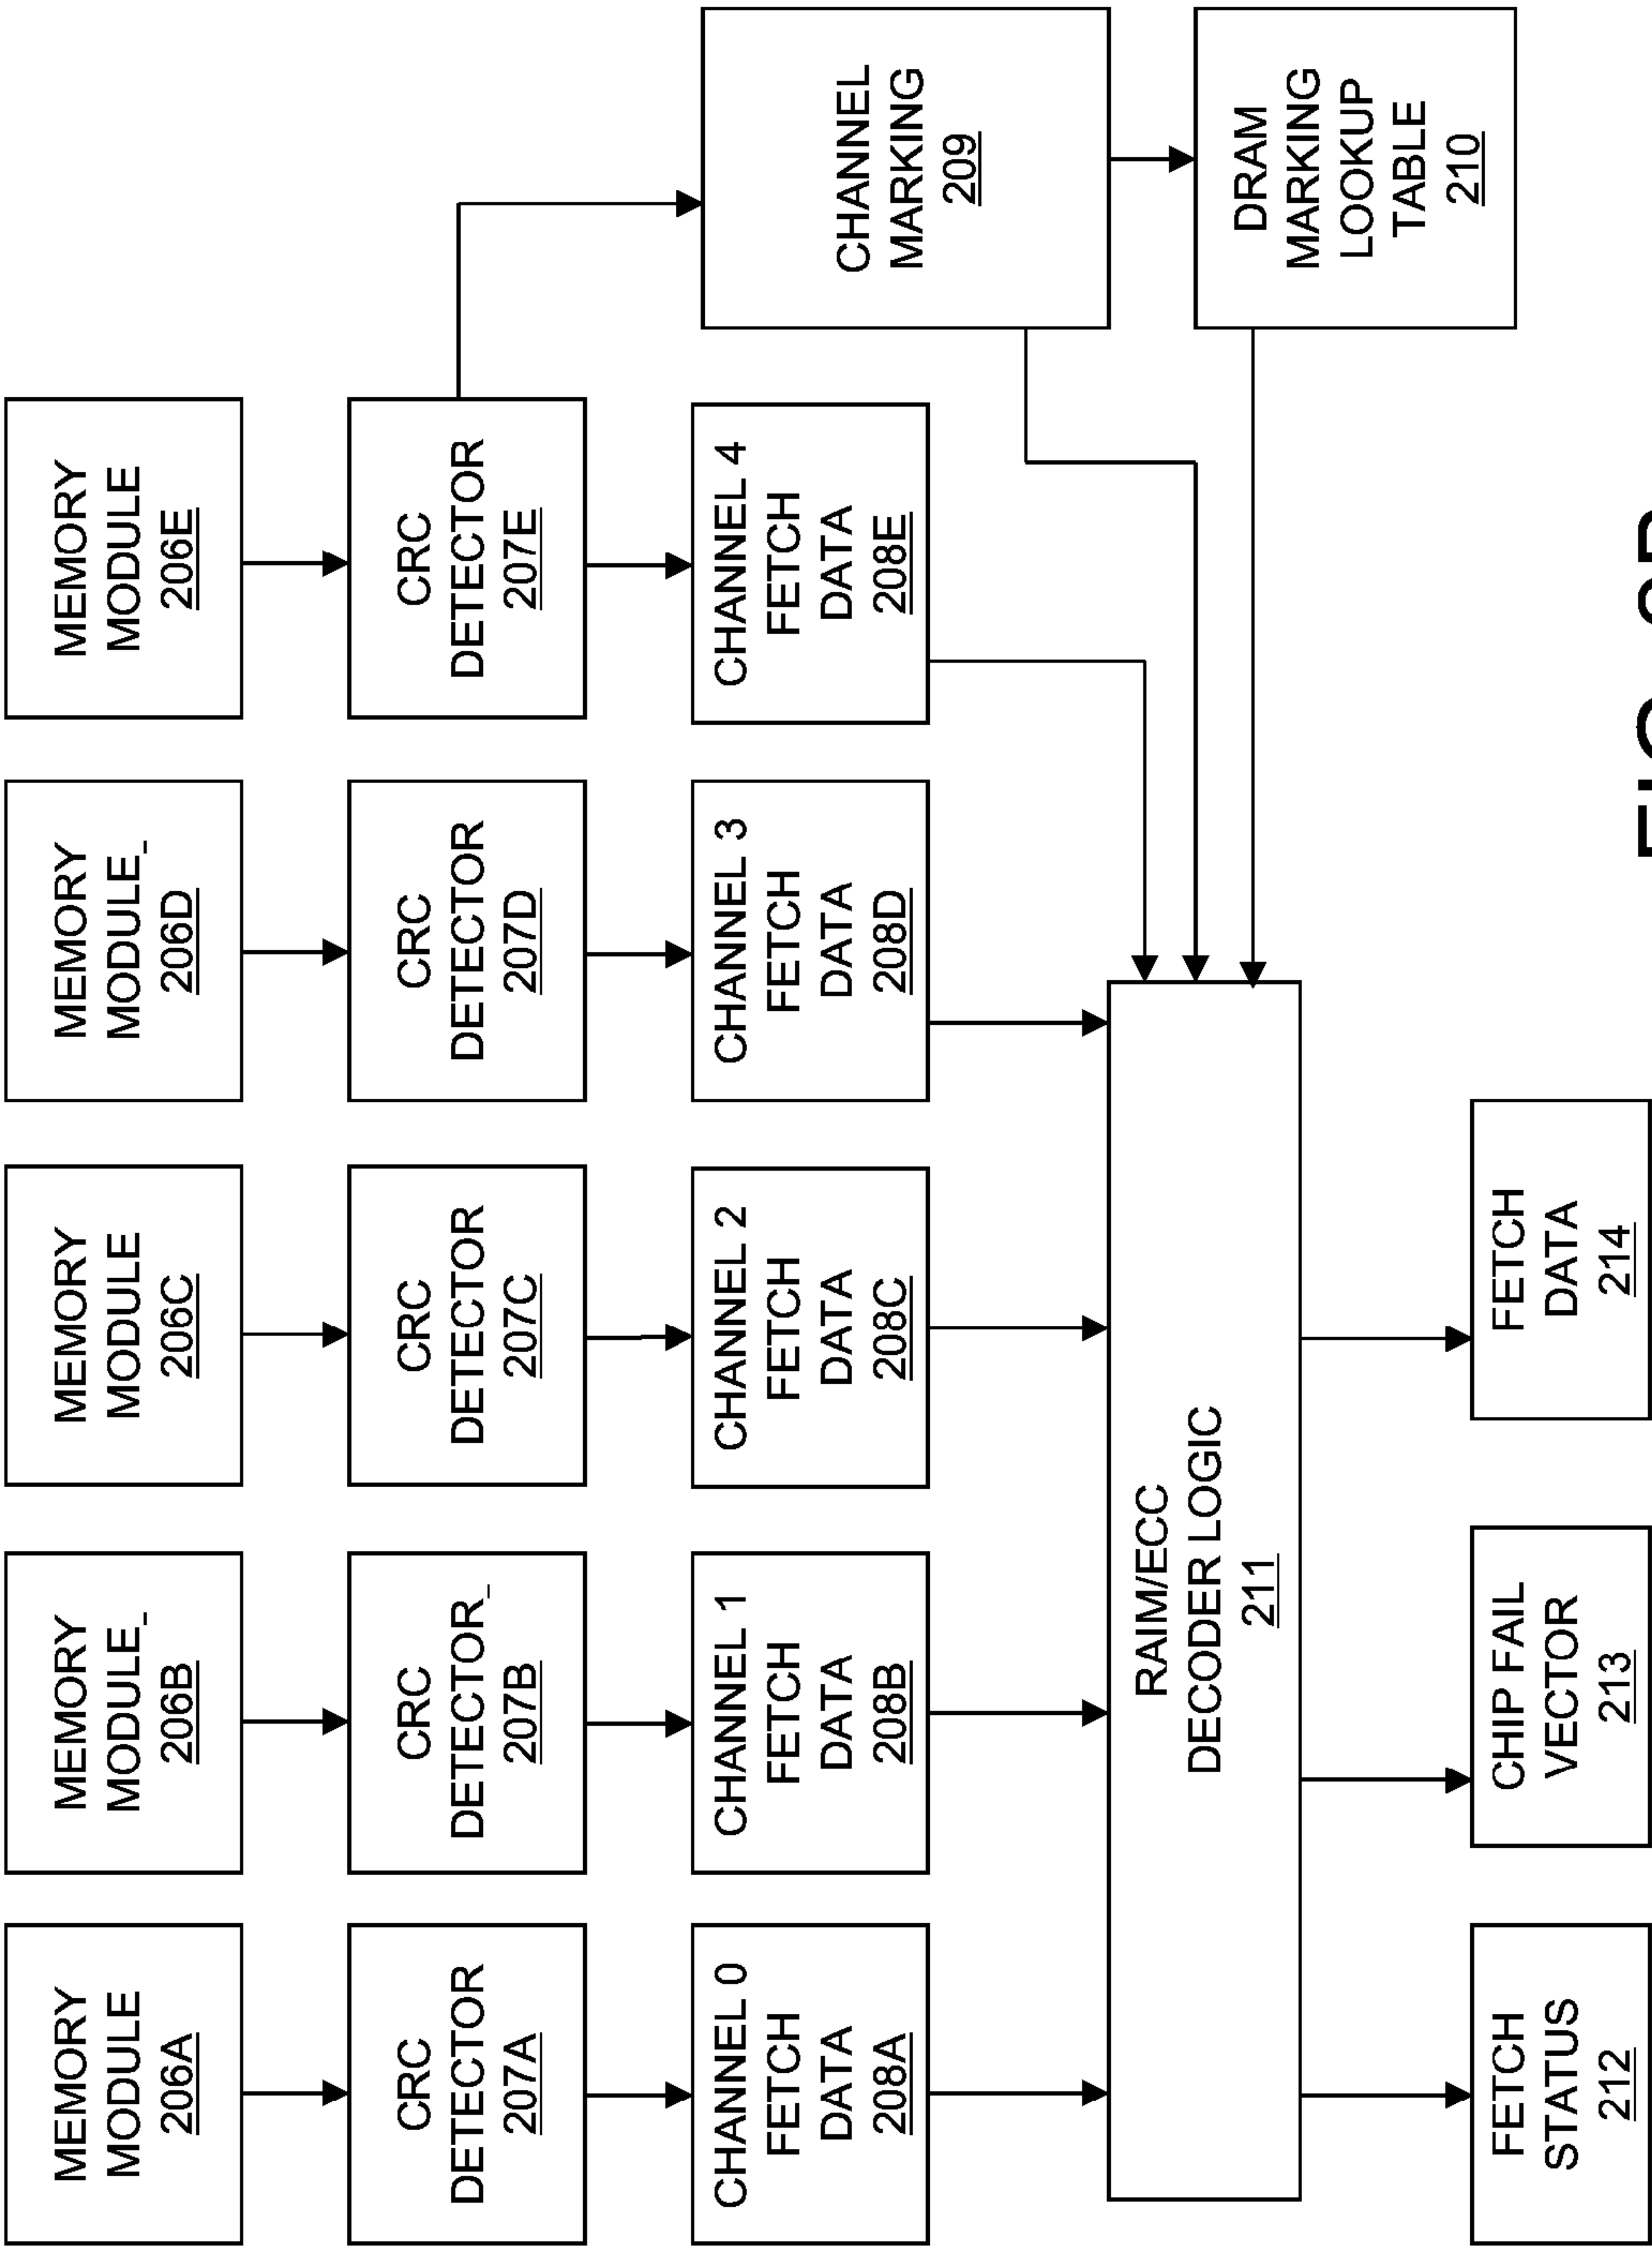 MEMORY
MODULE
206A
MEMORY
MODULE
206B
MEMORY
MODULE
206C
MEMORY
MODULE
206D
MEMORY
MODULE
206E
CRC
DETECTOR
207A
CRC
DETECTOR
207B
CRC
DETECTOR
207C
CRC
DETECTOR
207D
CRC
DETECTOR
207E
CHANNEL 0
FETCH
DATA
208A
CHANNEL 1
FETCH
DATA
208B
CHANNEL 2
FETCH
DATA
208C
CHANNEL 3
FETCH
DATA
208D
CHANNEL 4
FETCH
DATA
208E
CHANNEL
MARKING
209
RAIM/ECC
DECODER LOGIC
211
DRAM
MARKING
LOOKUP
TABLE
210
FETCH
STATUS
212
CHIP FAIL
VECTOR
213
FETCH
DATA
214